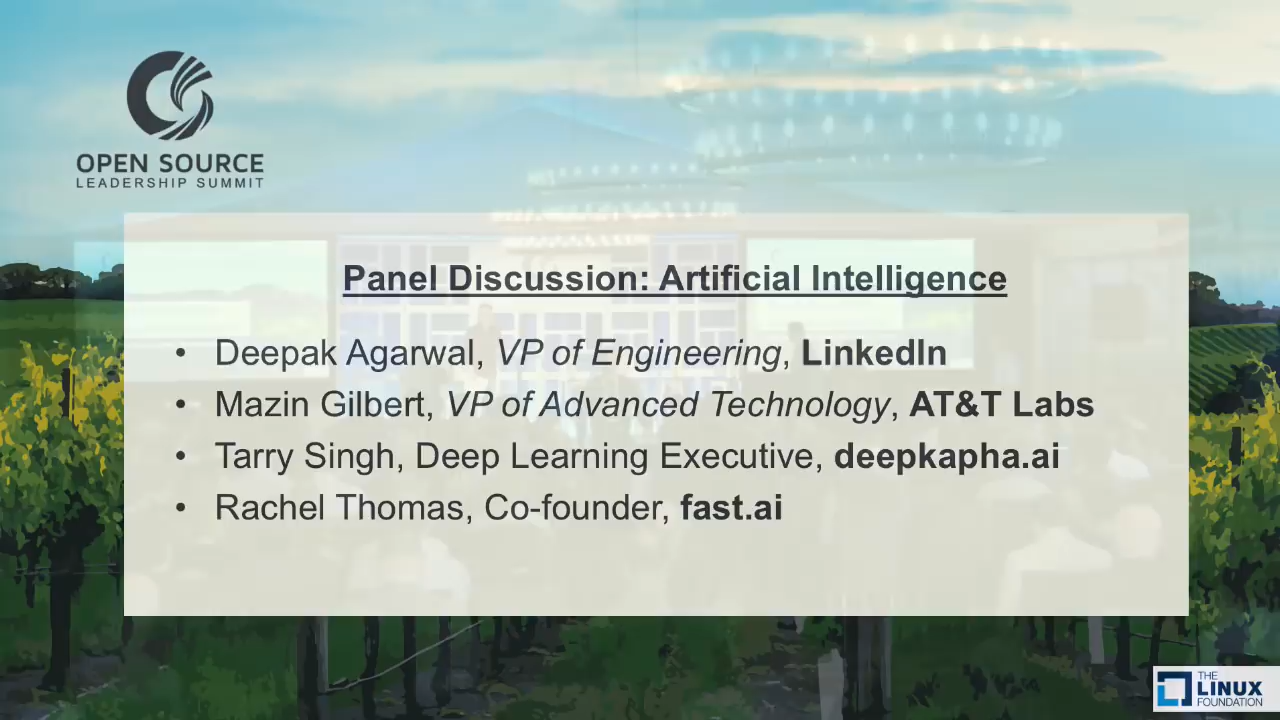 OPEN SOURCE
LEADERSHIP SUMMIT
Panel Discussion: Artificial Intelligence
• Deepak Agarwal, VP of Engineering, LinkedIn
• Mazin Gilbert, VP of Advanced Technology, AT&T Labs
• Tarry Singh, Deep Learning Executive, deepkapha.ai
• Rachel Thomas, Co-founder, fast.ai
THE
LINUX
FOUNDATION